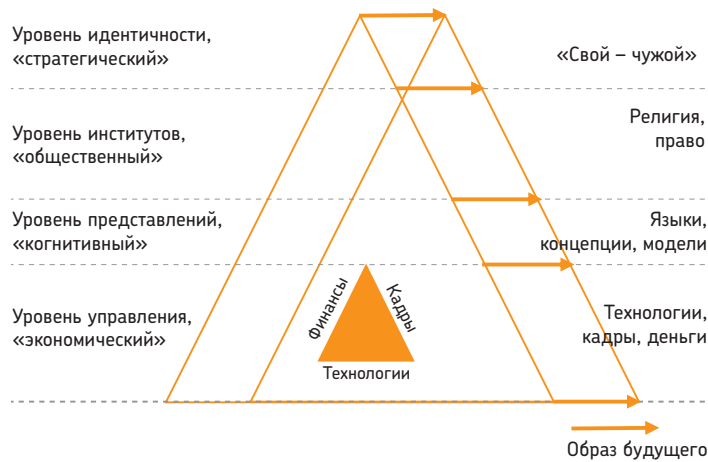 Уровень идентичности,
«стратегический»
«Свой – чужой»
Уровень институтов,
«общественный»
Религия,
право
Уровень представлений,
«когнитивный»
Языки,
концепции, модели
Уровень управления,
«экономический»
Финансы
Кадры
Технологии
Технологии,
кадры, деньги
Образ будущего